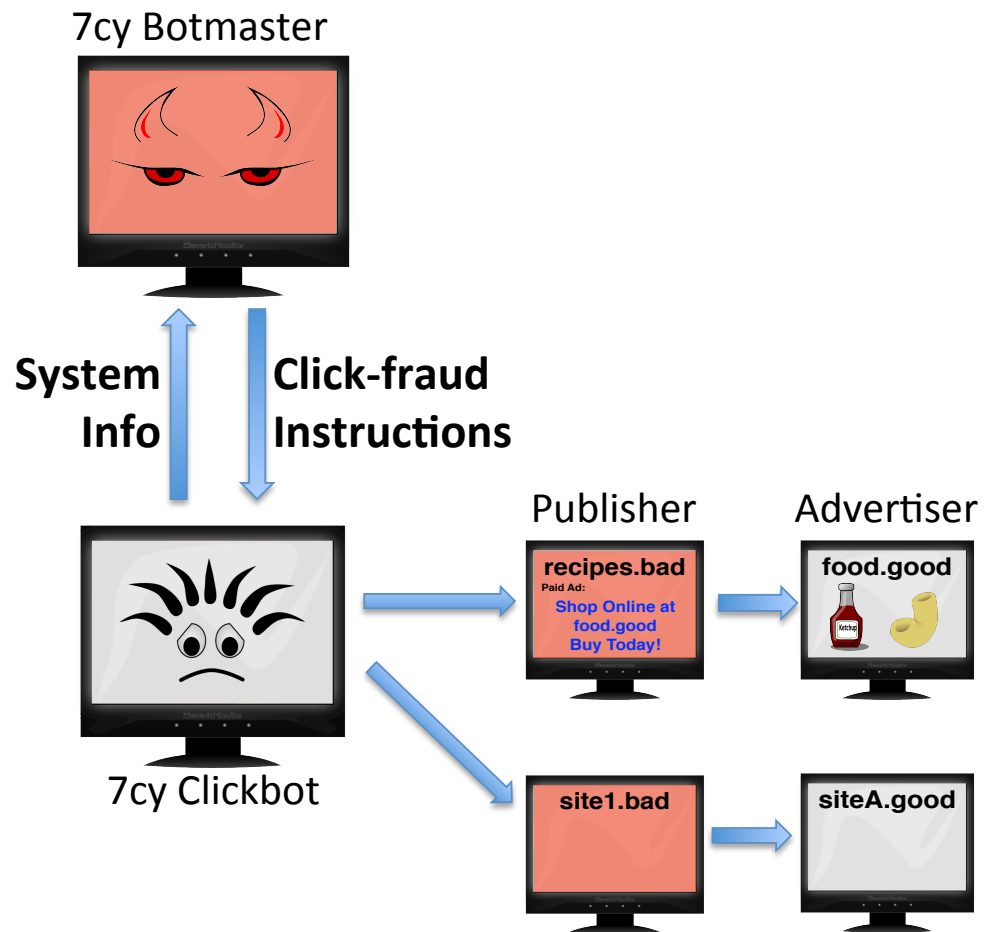 7cy Botmaster
System
Info
Click-fraud
Instructions
Publisher
Advertiser
recipes.bad
Paid Ad:
Shop Online at
food.good
Buy Today!
food.good
Ketchup
7cy Clickbot
site1.bad
siteA.good